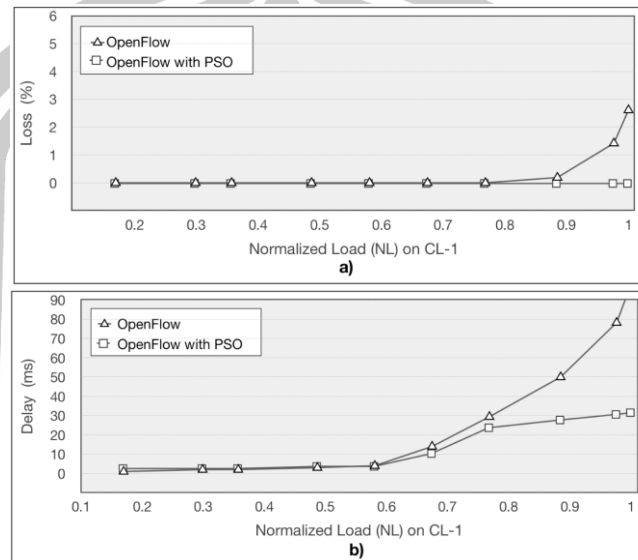 6
5
4
3
2
1
0
Loss (%)
OpenFlow
OpenFlow with PSO
0.2 0.3 0.4 0.5 0.6 0.7 0.8 0.9 1
Normalized Load (NL) on CL-1
a)
90
80
70
60
50
40
30
20
10
0
Delay (ms)
OpenFlow
OpenFlow with PSO
0.1 0.2 0.3 0.4 0.5 0.6 0.7 0.8 0.9 1
Normalized Load (NL) on CL-1
b)